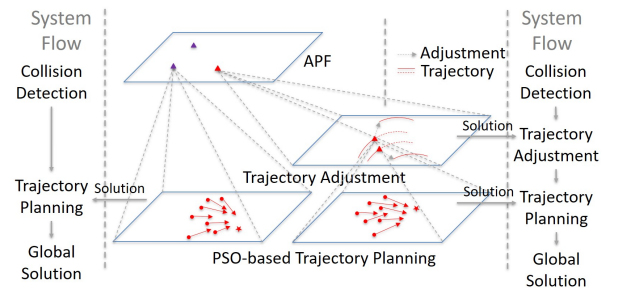 System
Flow
Collision
Detection
Trajectory
Planning
Global
Solution
Solution
APF
Adjustment
Trajectory
Trajectory Adjustment
PSO-based Trajectory Planning
Solution
Solution
System
Flow
Collision
Detection
Trajectory
Adjustment
Trajectory
Planning
Global
Solution